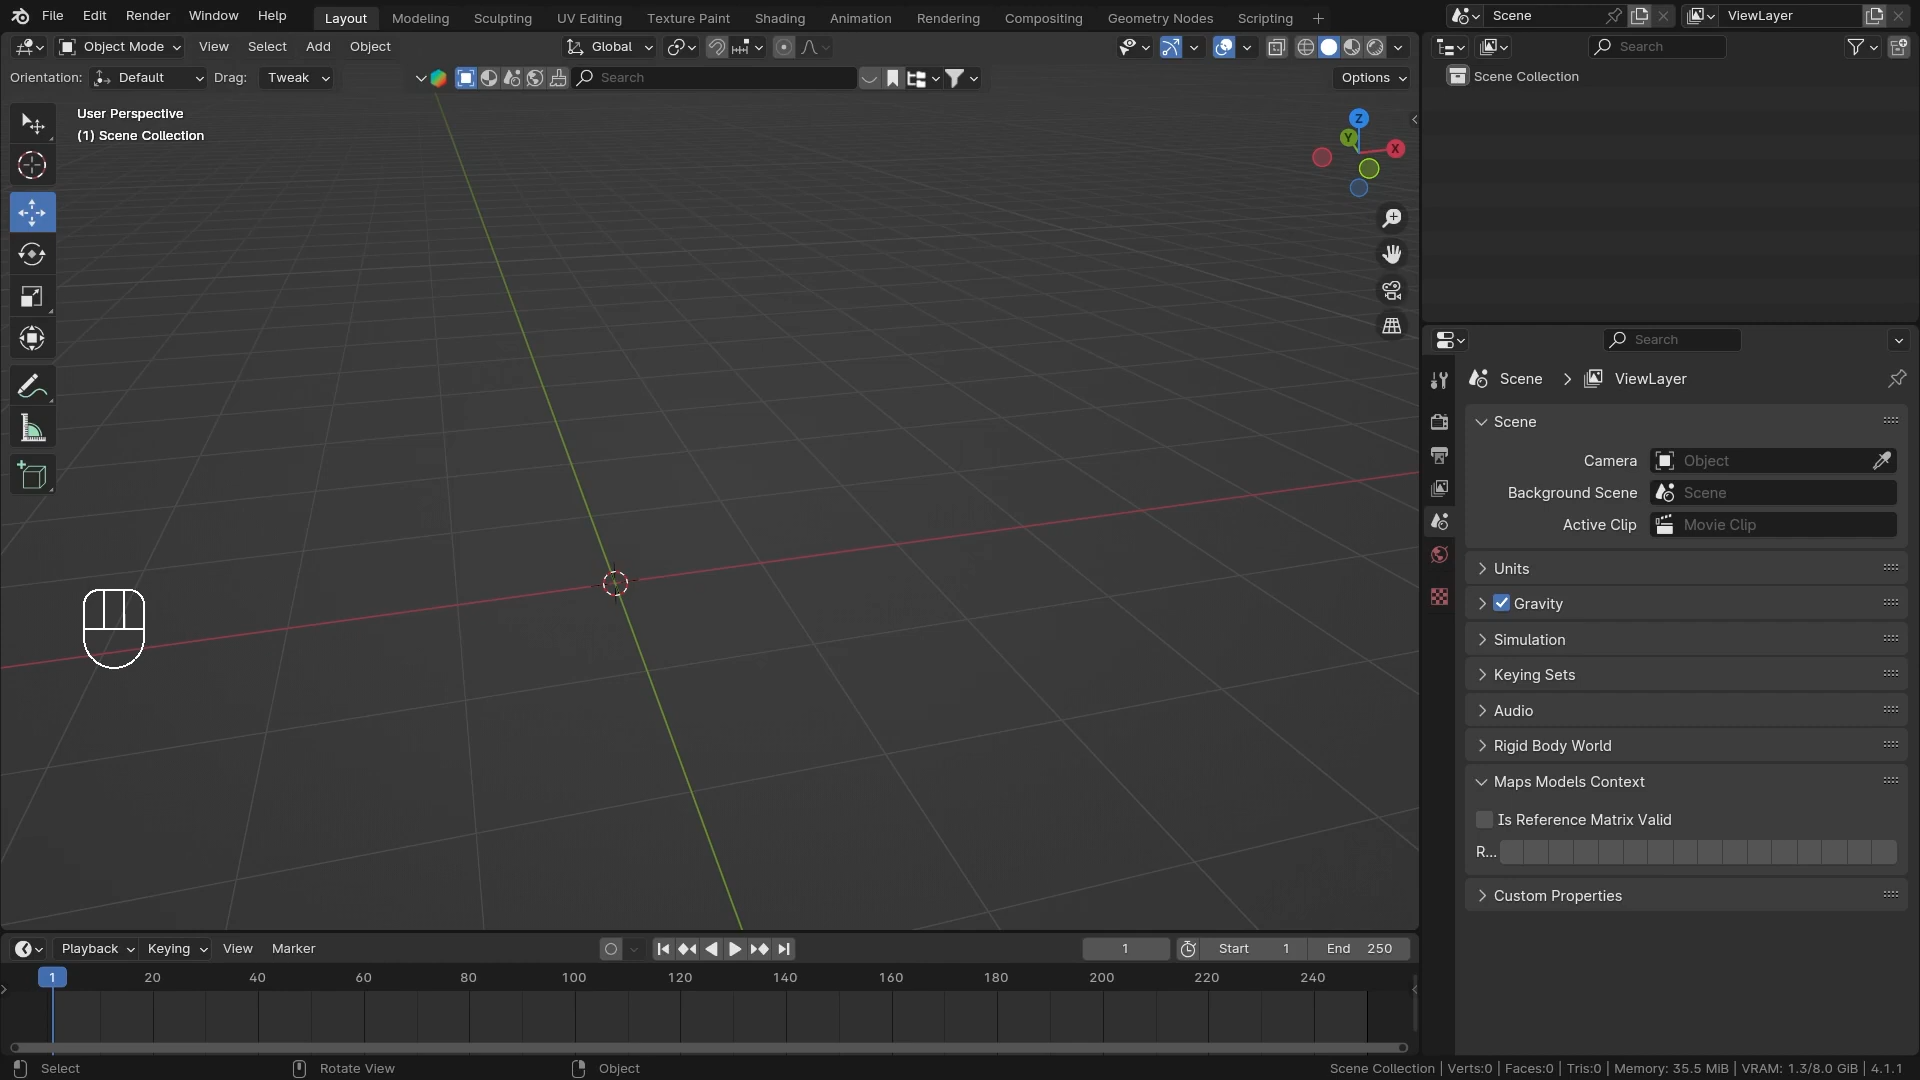 File Edit Render Window Help Layout Modeling Sculpting UV Editing Texture Paint Shading Animation Rendering Compositing Geometry Nodes Scripting + Scene ViewLayer
Object Mode View Select Add Object Global Search
Orientation: Default Drag: Tweak Search Options
Scene Collection
User Perspective
(1) Scene Collection
Z
Y
X
Search
Scene > ViewLayer
Scene
Camera Object
Background Scene Scene
Active Clip Movie Clip
Units
Gravity
Simulation
Keying Sets
Audio
Rigid Body World
Maps Models Context
Is Reference Matrix Valid
R...
Custom Properties
Playback Keying View Marker 1 Start 1 End 250
1 20 40 60 80 100 120 140 160 180 200 220 240
Select Rotate View Object Scene Collection | Verts:0 | Faces:0 | Tris:0 | Memory: 35.5 MiB | VRAM: 1.3/8.0 GiB | 4.1.1